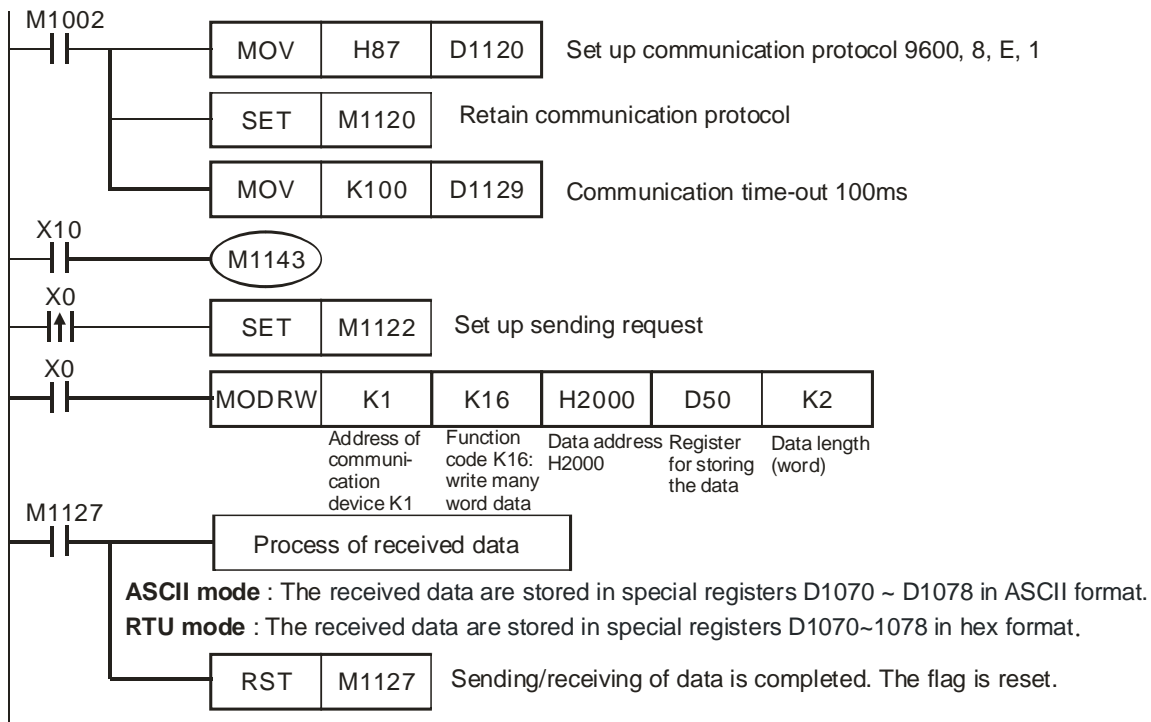 M1002
MOV H87 D1120 Set up communication protocol 9600, 8, E, 1
SET M1120 Retain communication protocol
MOV K100 D1129 Communication time-out 100ms
X10
M1143
X0
SET M1122 Set up sending request
X0
MODRW K1 K16 H2000 D50 K2
Address of communi- cation device K1
Function code K16: write many word data
Data address H2000
Register for storing the data
Data length (word)
M1127
Process of received data
ASCII mode : The received data are stored in special registers D1070 ~ D1078 in ASCII format.
RTU mode : The received data are stored in special registers D1070~1078 in hex format.
RST M1127 Sending/receiving of data is completed. The flag is reset.